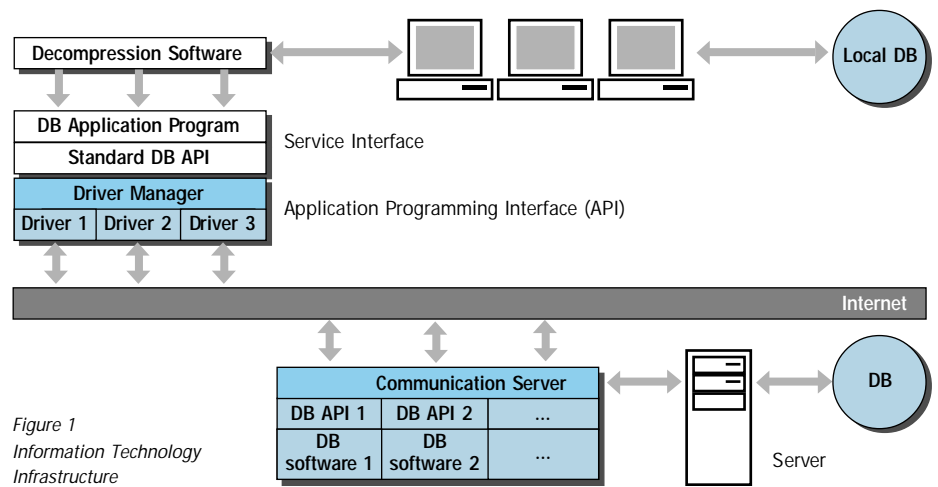 Decompression Software
Local DB
DB Application Program
Standard DB API
Service Interface
Driver Manager
Driver 1 Driver 2 Driver 3
Application Programming Interface (API)
Internet
Communication Server
DB API 1 DB API 2 ...
DB software 1
DB software 2
...
Server
DB
Figure 1
Information Technology
Infrastructure